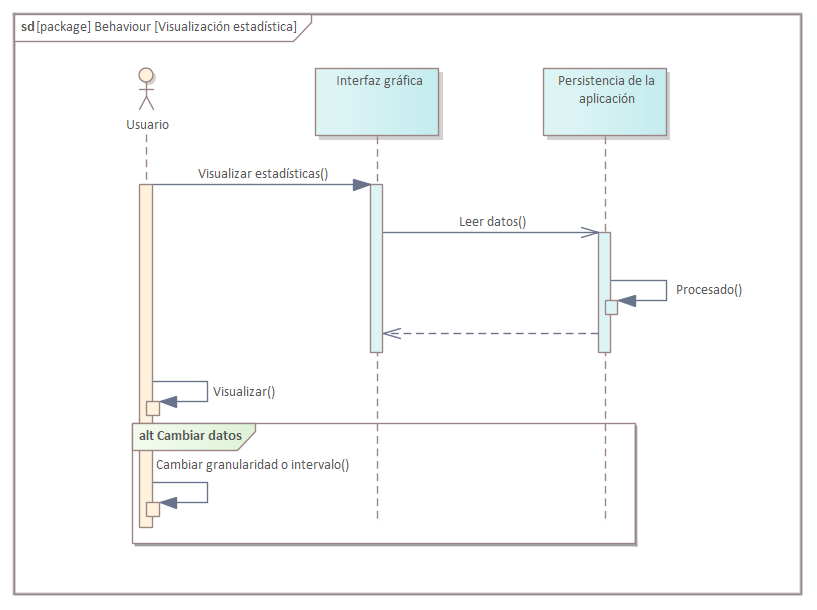 sd [package] Behaviour [Visualización estadística]
Interfaz gráfica
Persistencia de la
aplicación
Usuario
Visualizar estadísticas()
Leer datos()
Procesado()
Visualizar()
alt Cambiar datos
Cambiar granularidad o intervalo()